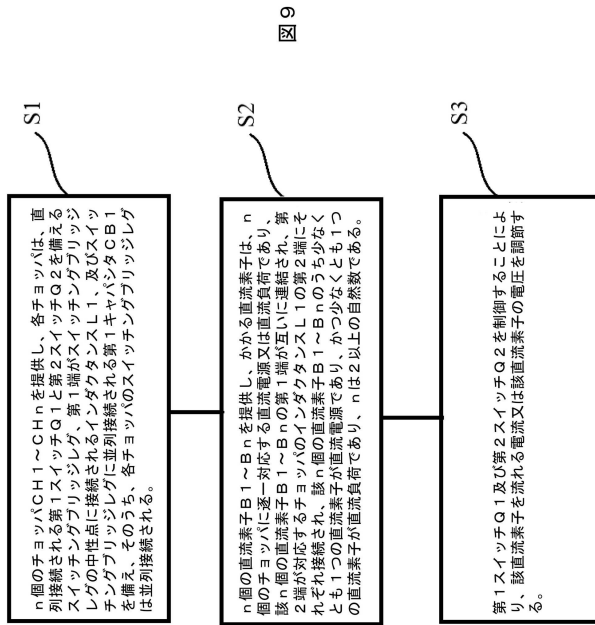 図9
S1
n個のチョッパCH1~CHnを提供し、各チョッパは、直
列接続される第1スイッチQ1と第2スイッチQ2を備える
スイッチングブリッジレグ、第1端がスイッチングブリッジ
レグの中性点に接続されるインダクタンスL1、及びスイッ
チングブリッジレグに並列接続される第1キャパシタCB1
を備え、そのうち、各チョッパのスイッチングブリッジレグ
は並列接続される。
S2
n個の直流素子B1~Bnを提供し、かかる直流素子は、n
個のチョッパに逐一対応する直流電源又は直流負荷であり、
該n個の直流素子B1~Bnの第1端が互いに連結され、第
2端が対応するチョッパのインダクタンスL1の第2端にそ
れぞれ接続され、該n個の直流素子B1~Bnのうち少なく
とも1つの直流素子が直流電源であり、かつ少なくとも1つ
の直流素子が直流負荷であり、nは2以上の自然数である。
S3
第1スイッチQ1及び第2スイッチQ2を制御することによ
り、該直流素子を流れる電流又は該直流素子の電圧を調節す
る。